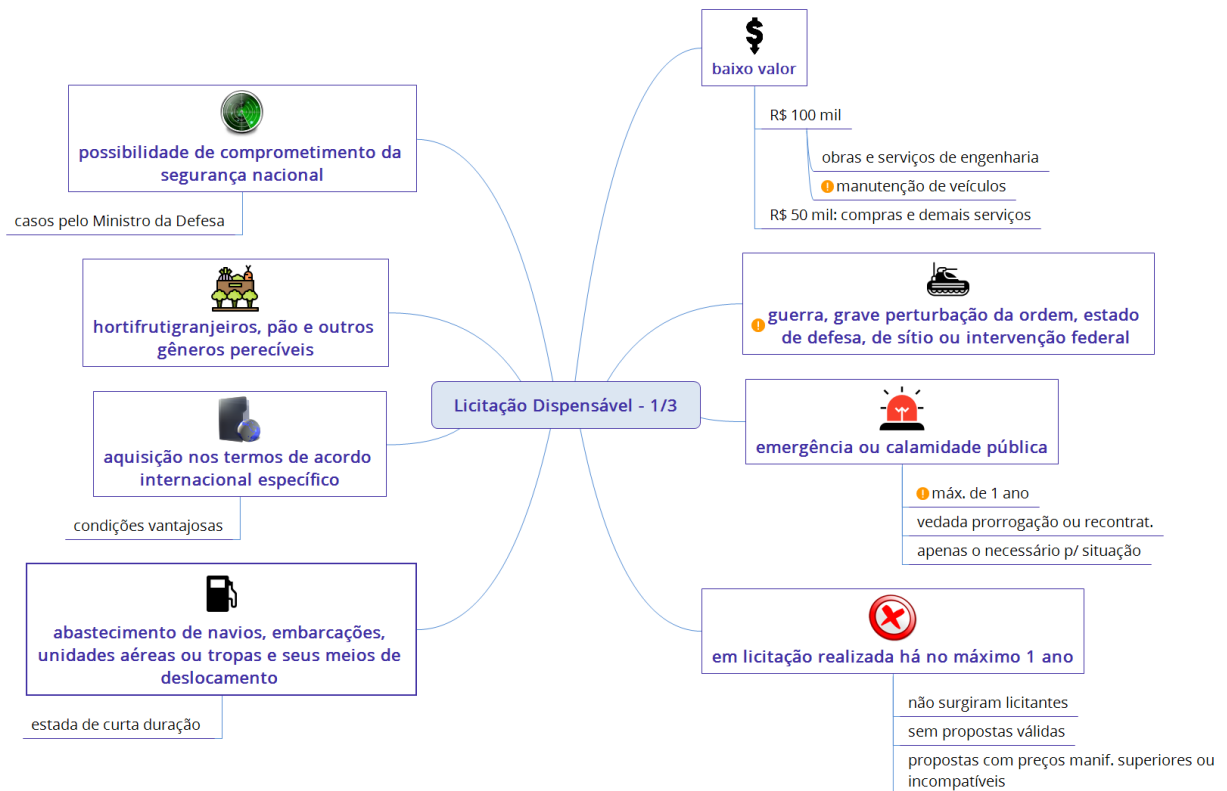 Licitação Dispensável - 1/3
baixo valor
R$ 100 mil
obras e serviços de engenharia
manutenção de veículos
R$ 50 mil: compras e demais serviços
guerra, grave perturbação da ordem, estado
de defesa, de sítio ou intervenção federal
emergência ou calamidade pública
máx. de 1 ano
vedada prorrogação ou recontrat.
apenas o necessário p/ situação
em licitação realizada há no máximo 1 ano
não surgiram licitantes
sem propostas válidas
propostas com preços manif. superiores ou
incompatíveis
possibilidade de comprometimento da
segurança nacional
casos pelo Ministro da Defesa
hortifrutigranjeiros, pão e outros
gêneros perecíveis
aquisição nos termos de acordo
internacional específico
condições vantajosas
abastecimento de navios, embarcações,
unidades aéreas ou tropas e seus meios de
deslocamento
estada de curta duração